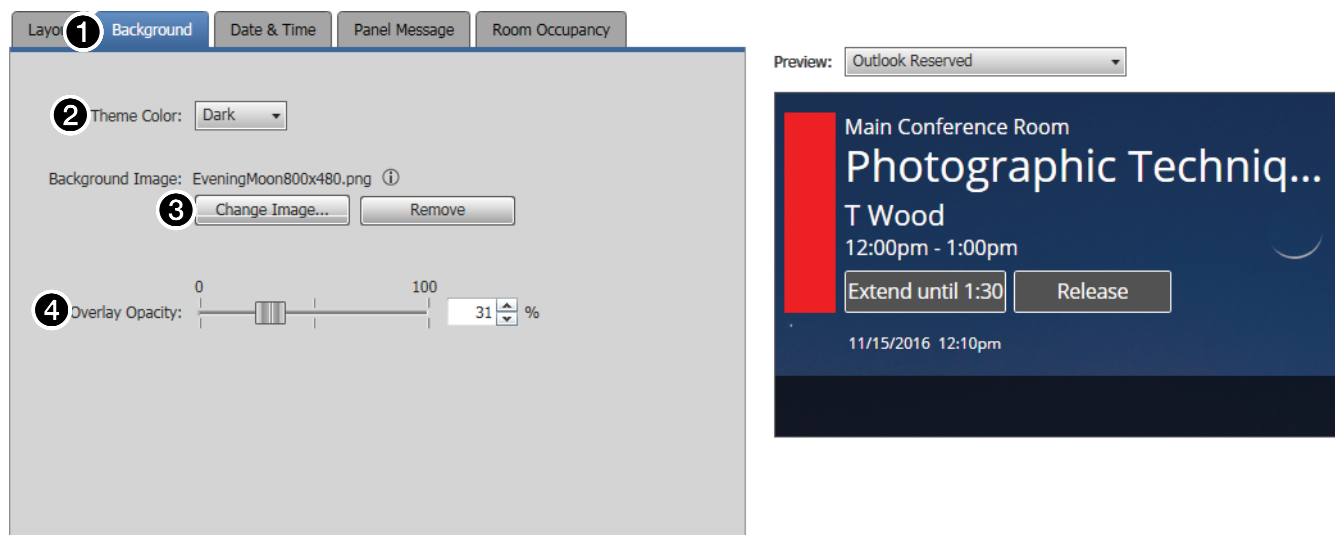 Layou 1 Background Date & Time Panel Message Room Occupancy
2 Theme Color: Dark
Background Image: EveningMoon800x480.png ⓘ
3 Change Image... Remove
0 100
4 Overlay Opacity: 31 %
Preview: Outlook Reserved
Main Conference Room
Photographic Techniq...
T Wood
12:00pm - 1:00pm
Extend until 1:30 Release
11/15/2016 12:10pm